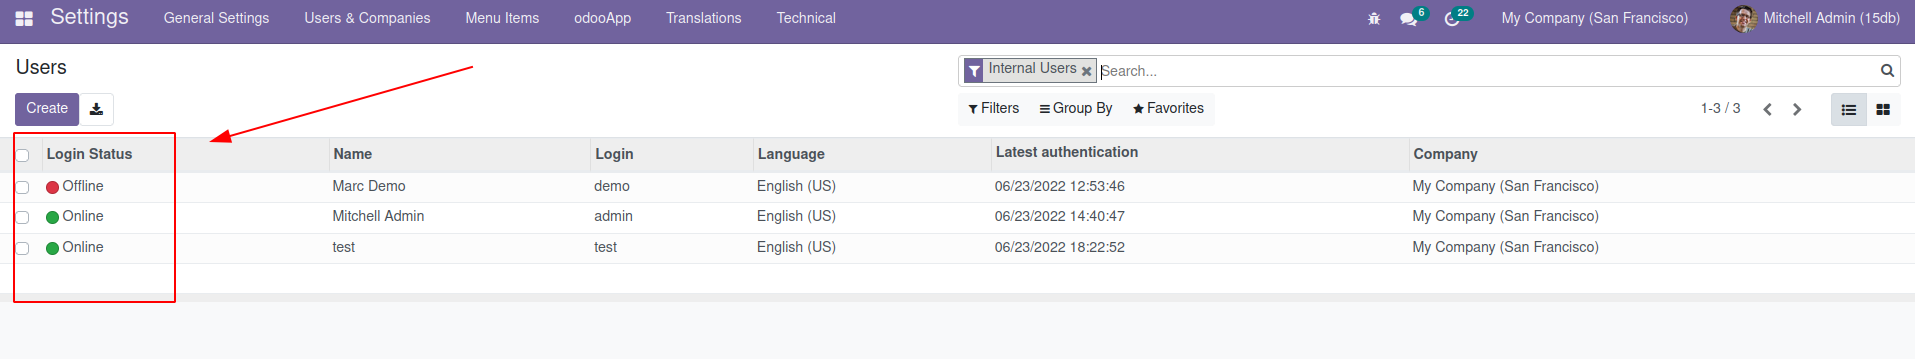 Settings General Settings Users & Companies Menu Items odooApp Translations Technical 6 22 My Company (San Francisco) Mitchell Admin (15db)
Users
Internal Users Search...
Create
Filters Group By Favorites 1-3 / 3
Login Status Name Login Language Latest authentication Company
Offline Marc Demo demo English (US) 06/23/2022 12:53:46 My Company (San Francisco)
Online Mitchell Admin admin English (US) 06/23/2022 14:40:47 My Company (San Francisco)
Online test test English (US) 06/23/2022 18:22:52 My Company (San Francisco)